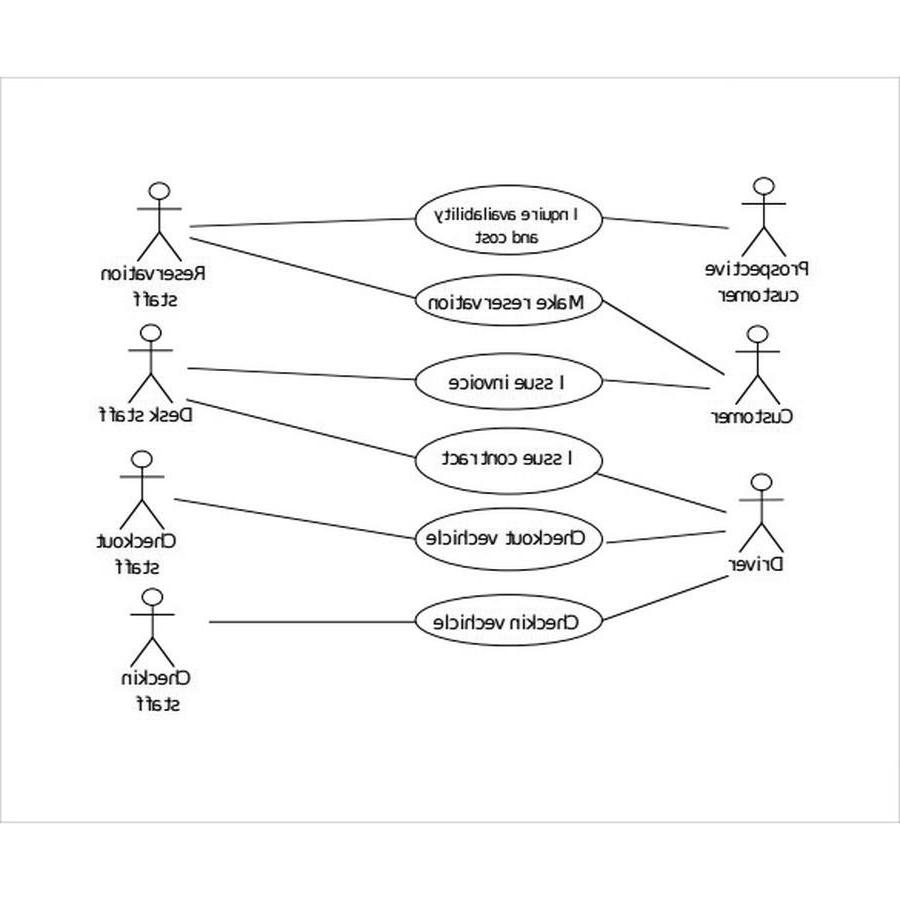 Prospective
customer
I nquire availability
and cost
Reservation
staff
Make reservation
Customer
I ssue invoice
Desk staff
I ssue contract
Driver
Checkout vechicle
Checkout
staff
Checkin vechicle
Checkin
staff